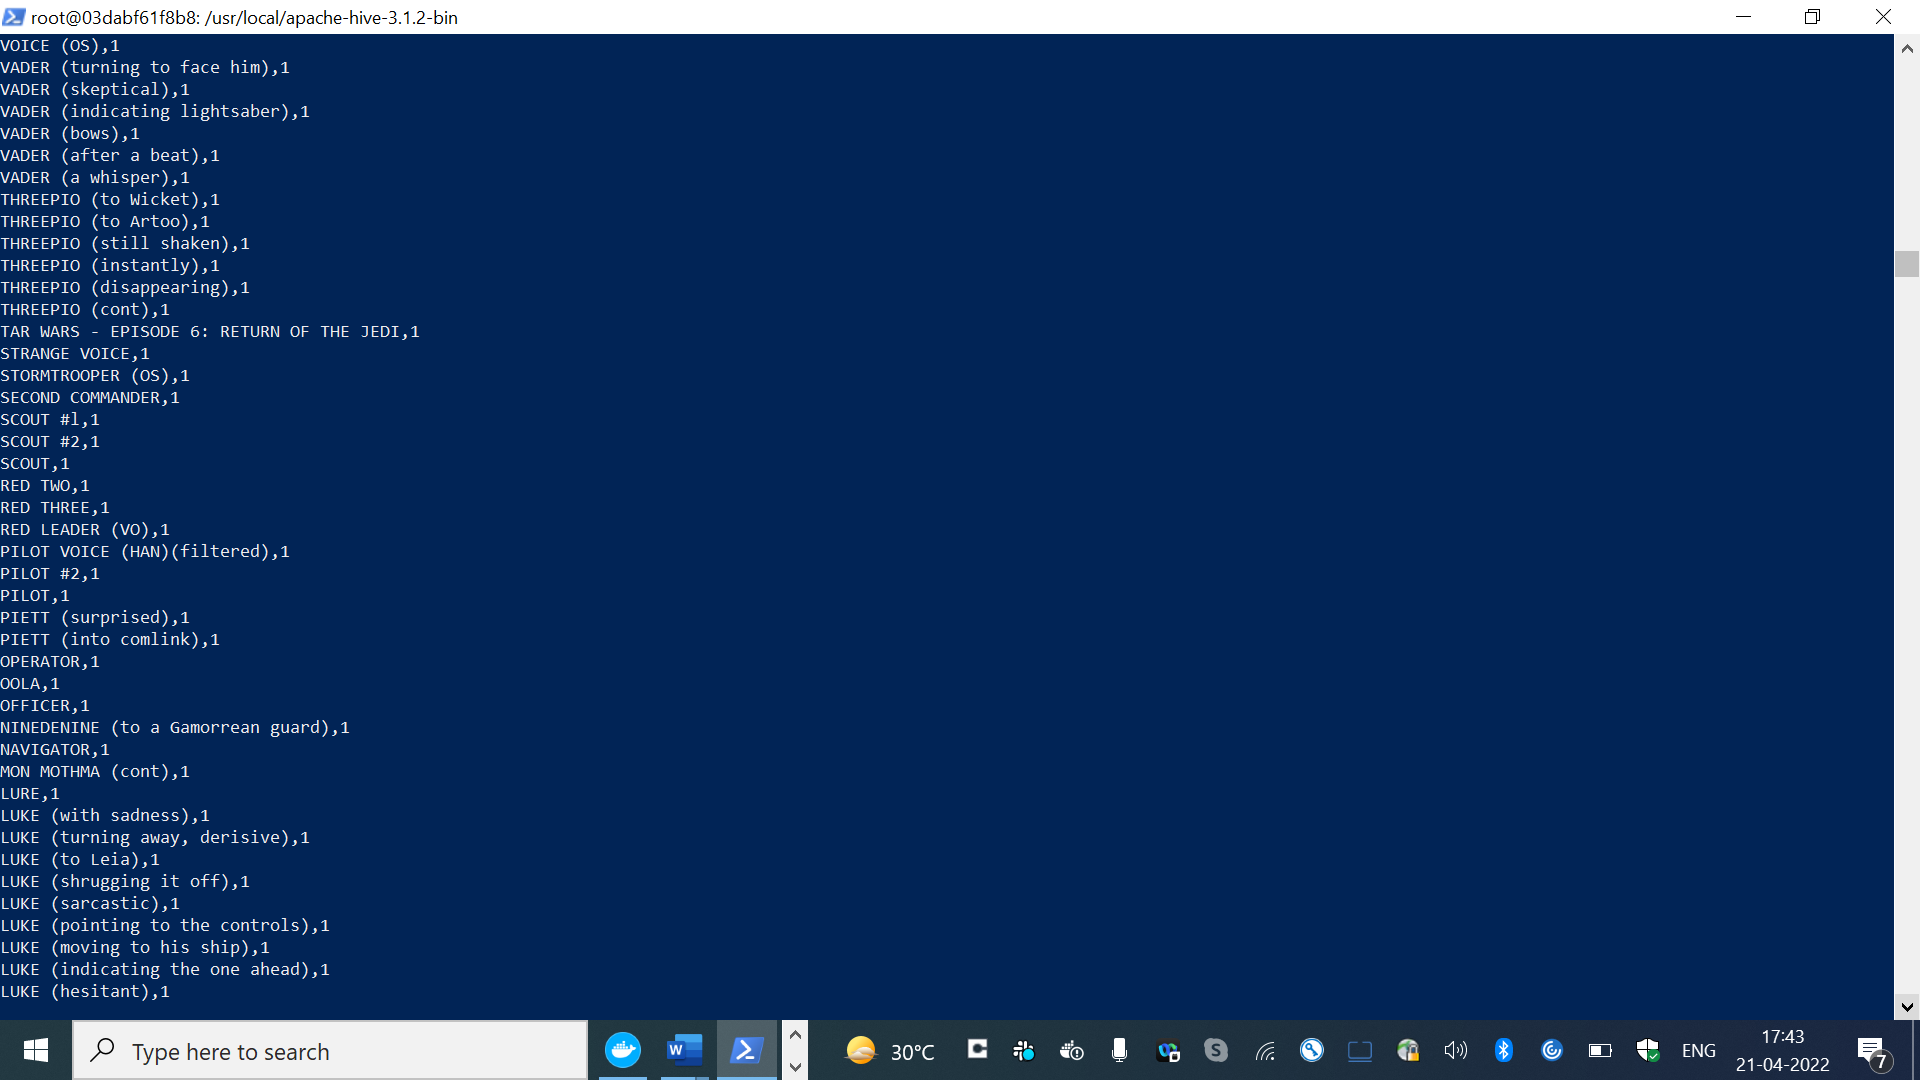 root@03dabf61f8b8: /usr/local/apache-hive-3.1.2-bin
VOICE (OS),1
VADER (turning to face him),1
VADER (skeptical),1
VADER (indicating lightsaber),1
VADER (bows),1
VADER (after a beat),1
VADER (a whisper),1
THREEPIO (to Wicket),1
THREEPIO (to Artoo),1
THREEPIO (still shaken),1
THREEPIO (instantly),1
THREEPIO (disappearing),1
THREEPIO (cont),1
TAR WARS - EPISODE 6: RETURN OF THE JEDI,1
STRANGE VOICE,1
STORMTROOPER (OS),1
SECOND COMMANDER,1
SCOUT #l,1
SCOUT #2,1
SCOUT,1
RED TWO,1
RED THREE,1
RED LEADER (VO),1
PILOT VOICE (HAN)(filtered),1
PILOT #2,1
PILOT,1
PIETT (surprised),1
PIETT (into comlink),1
OPERATOR,1
OOLA,1
OFFICER,1
NINEDENINE (to a Gamorrean guard),1
NAVIGATOR,1
MON MOTHMA (cont),1
LURE,1
LUKE (with sadness),1
LUKE (turning away, derisive),1
LUKE (to Leia),1
LUKE (shrugging it off),1
LUKE (sarcastic),1
LUKE (pointing to the controls),1
LUKE (moving to his ship),1
LUKE (indicating the one ahead),1
LUKE (hesitant),1
Type here to search
30°C
ENG
17:43
21-04-2022
7